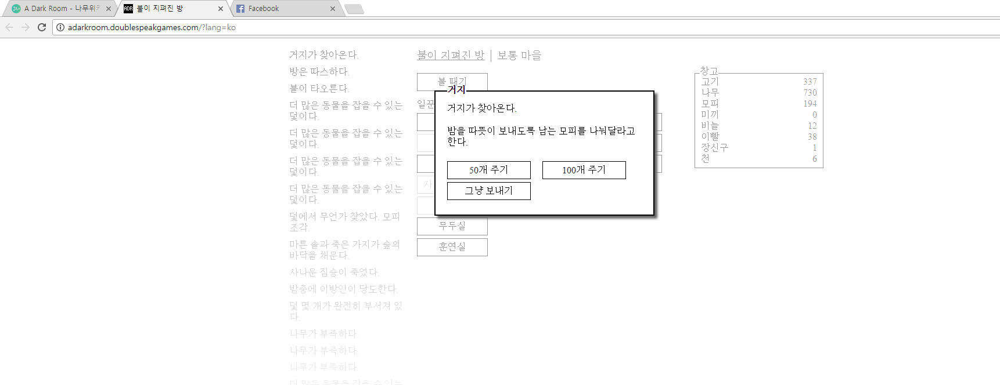 A Dark Room - 나무위키
불이 지펴진 방
Facebook
adarkroom.doublespeakgames.com/?lang=ko
거지가 찾아온다.
방은 따스하다.
불이 타오른다.
더 많은 동물을 잡을 수 있는
덫이다.
더 많은 동물을 잡을 수 있는
덫이다.
더 많은 동물을 잡을 수 있는
덫이다.
더 많은 동물을 잡을 수 있는
덫이다.
덫에서 무언가 찾았다. 모피
조각.
마른 솔과 죽은 가지가 숲의
바닥을 채운다.
사나운 짐승이 죽었다.
밤중에 이방인이 당도한다.
덫 몇 개가 완전히 부서져 있
다.
나무가 부족하다.
나무가 부족하다.
나무가 부족하다.
더 많은 동물을 잡을 수 있는
불이 지펴진 방 | 보통 마을
불 때기
일꾼
사
무두실
훈연실
거지
거지가 찾아온다.
밤을 따뜻이 보내도록 남는 모피를 나눠달라고
한다.
50개 주기 100개 주기
그냥 보내기
창고
고기 337
나무 730
모피 194
미끼 0
비늘 12
이빨 38
장신구 1
천 6